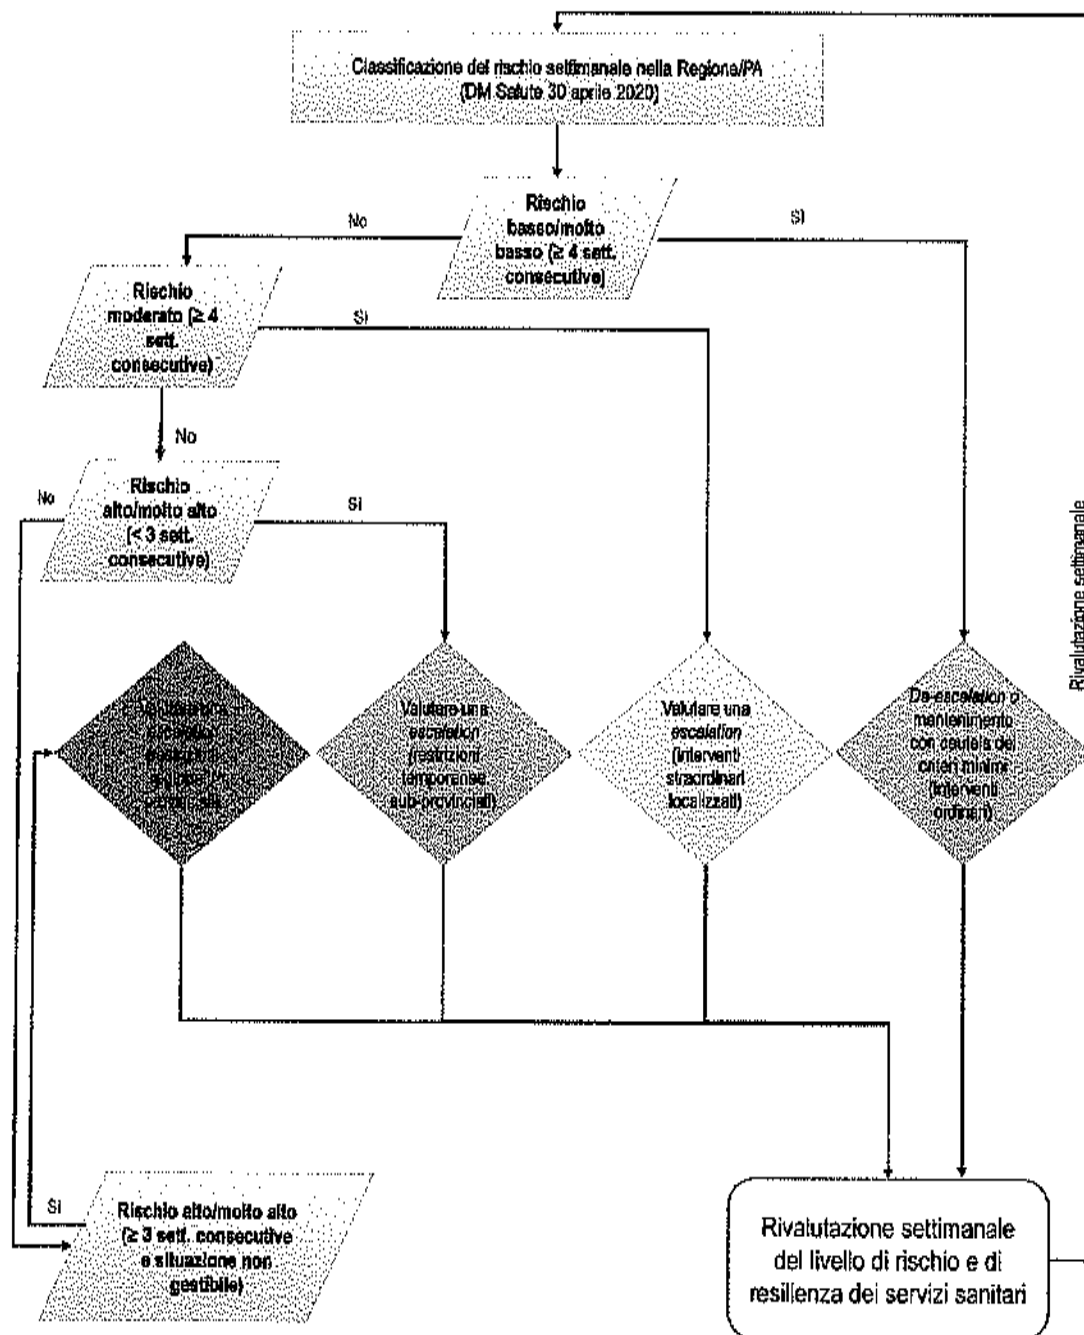 Classificazione del rischio settimanale nella Regione/PA
(DM Salute 30 aprile 2020)
Rischio
basso/molto
basso (≥ 4 sett.
consecutive)
No
Sì
Rischio
moderato (≥ 4
sett.
consecutive)
Sì
No
Rischio
alto/molto alto
(< 3 sett.
consecutive)
No
Sì
Rivalutazione settimanale
Valutare una
escalation
Valutare una
escalation
(restrizioni
temporanee
sub-provinciali)
Valutare una
escalation
(interventi
straordinari
localizzati)
De-escalation o
mantenimento
con cautela dei
criteri minimi
(interventi
ordinari)
Sì
Rischio alto/molto alto
(≥ 3 sett. consecutive
e situazione non
gestibile)
Rivalutazione settimanale
del livello di rischio e di
resilienza dei servizi sanitari